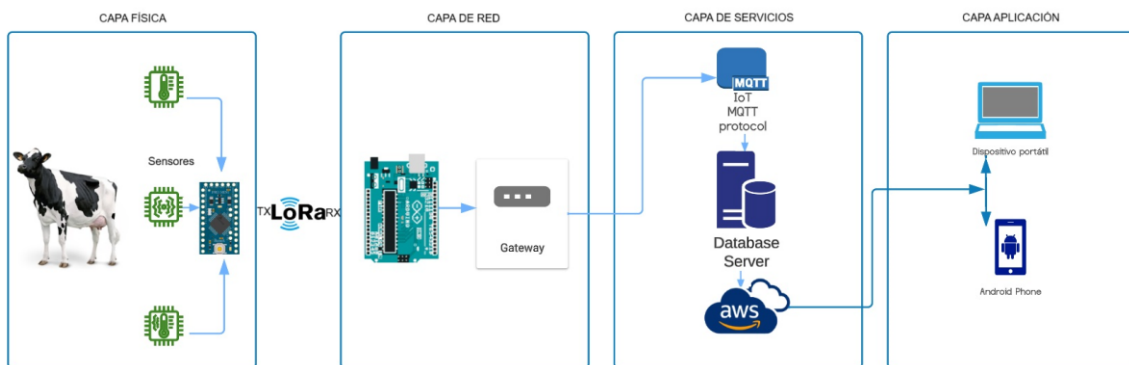 CAPA FÍSICA
CAPA DE RED
CAPA DE SERVICIOS
CAPA APLICACIÓN
Sensores
TX LoRa RX
Gateway
MQTT
IoT
MQTT
protocol
Database
Server
aws
Dispositivo portátil
Android Phone